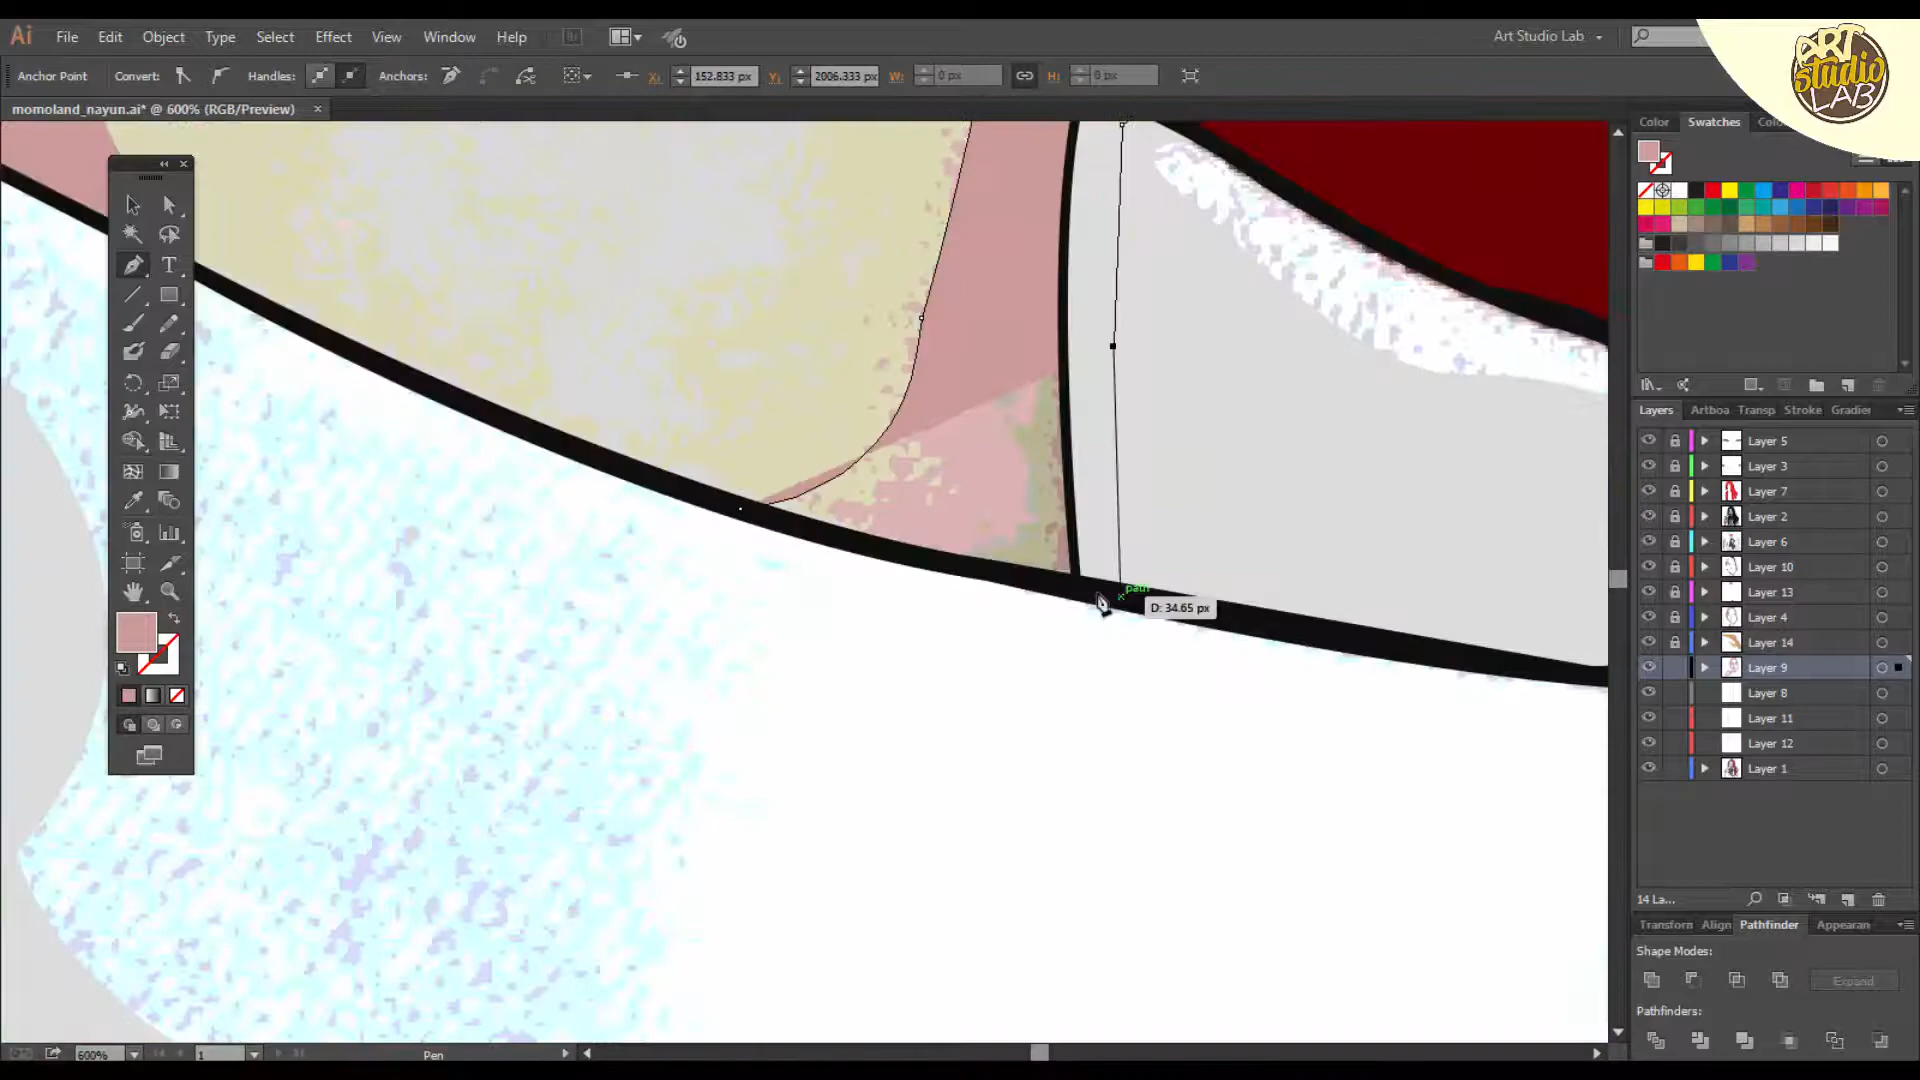 Ai File Edit Object Type Select Effect View Window Help Art Studio Lab
ART
studio
LAB
Anchor Point Convert: Handles: Anchors: X: 152.833 px Y: 2006.333 px W: 0 px H: 0 px
momoland_nayun.ai* @ 600% (RGB/Preview) ×
Color Swatches
Layers Artboa Transp Stroke Gradier
Layer 5
Layer 3
Layer 7
Layer 2
Layer 6
Layer 10
Layer 13
Layer 4
Layer 14
Layer 9
Layer 8
Layer 11
Layer 12
Layer 1
path
D: 34.65 px
14 La...
Transforn Align Pathfinder Appearan
Shape Modes:
Expand
Pathfinders:
600% 1 Pen